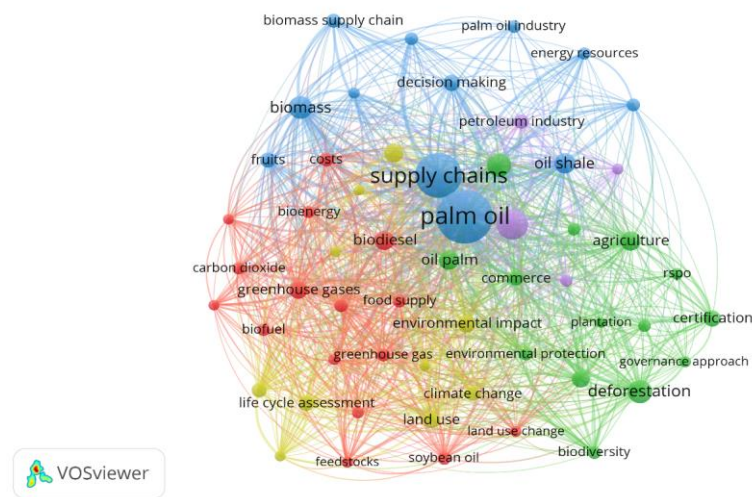 biomass supply chain
palm oil industry
energy resources
decision making
biomass
petroleum industry
fruits
costs
supply chains
oil shale
bioenergy
palm oil
biodiesel
agriculture
oil palm
carbon dioxide
commerce
rspo
greenhouse gases
food supply
biofuel
environmental impact
plantation
certification
greenhouse gas
environmental protection
governance approach
climate change
deforestation
life cycle assessment
land use
land use change
biodiversity
feedstocks
soybean oil
VOSviewer